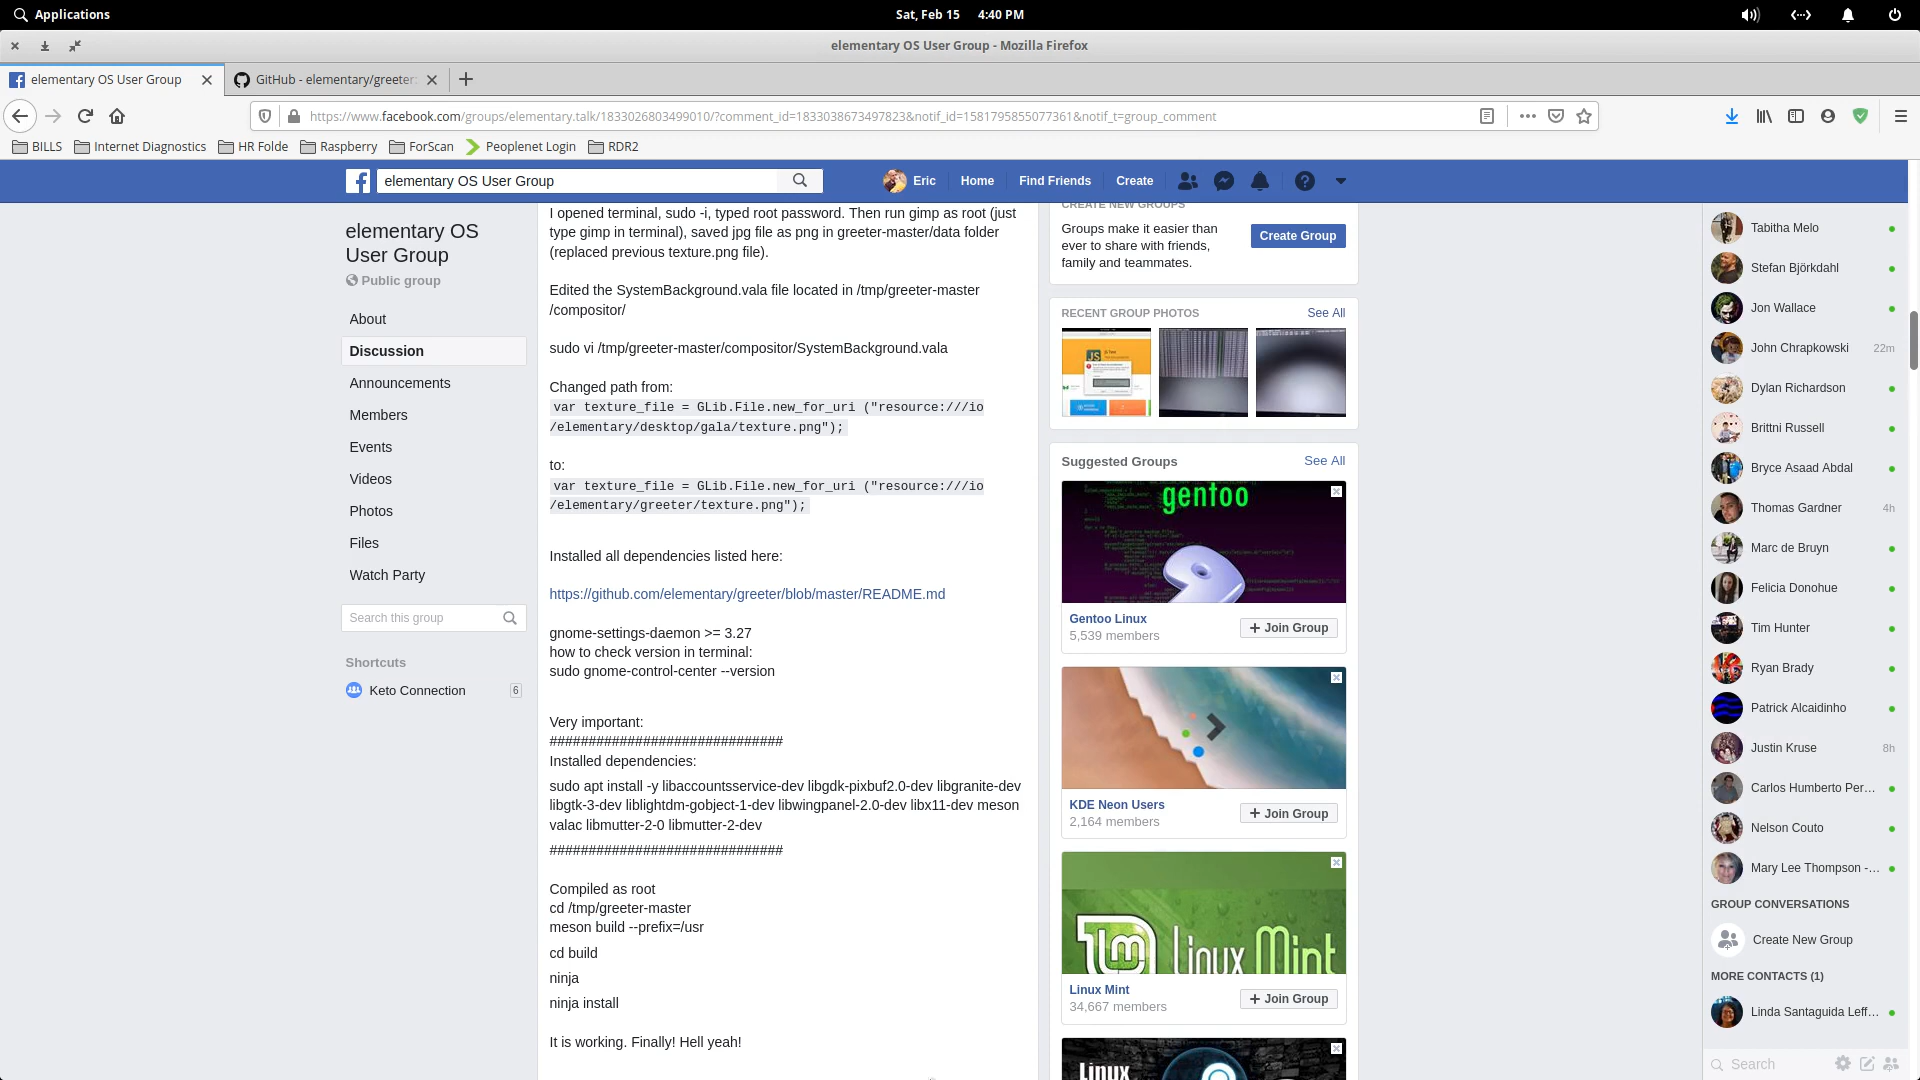 Applications
Sat, Feb 15 4:40 PM
elementary OS User Group - Mozilla Firefox
elementary OS User Group
GitHub - elementary/greeter
https://www.facebook.com/groups/elementary.talk/1833026803499010/?comment_id=1833038673497823&notif_id=1581795855077361&notif_t=group_comment
BILLS
Internet Diagnostics
HR Folde
Raspberry
ForScan
Peoplenet Login
RDR2
elementary OS User Group
Eric
Home
Find Friends
Create
elementary OS
User Group
Public group
About
Discussion
Announcements
Members
Events
Videos
Photos
Files
Watch Party
Search this group
Shortcuts
Keto Connection 6
I opened terminal, sudo -i, typed root password. Then run gimp as root (just
type gimp in terminal), saved jpg file as png in greeter-master/data folder
(replaced previous texture.png file).
Edited the SystemBackground.vala file located in /tmp/greeter-master
/compositor/
sudo vi /tmp/greeter-master/compositor/SystemBackground.vala
Changed path from:
var texture_file = GLib.File.new_for_uri ("resource:///io
/elementary/desktop/gala/texture.png");
to:
var texture_file = GLib.File.new_for_uri ("resource:///io
/elementary/greeter/texture.png");
Installed all dependencies listed here:
https://github.com/elementary/greeter/blob/master/README.md
gnome-settings-daemon >= 3.27
how to check version in terminal:
sudo gnome-control-center --version
Very important:
##############################
Installed dependencies:
sudo apt install -y libaccountsservice-dev libgdk-pixbuf2.0-dev libgranite-dev
libgtk-3-dev liblightdm-gobject-1-dev libwingpanel-2.0-dev libx11-dev meson
valac libmutter-2-0 libmutter-2-dev
##############################
Compiled as root
cd /tmp/greeter-master
meson build --prefix=/usr
cd build
ninja
ninja install
It is working. Finally! Hell yeah!
CREATE NEW GROUPS
Groups make it easier than
ever to share with friends,
family and teammates.
Create Group
RECENT GROUP PHOTOS
See All
JS
Suggested Groups
See All
gentoo
Gentoo Linux
5,539 members
+ Join Group
KDE Neon Users
2,164 members
+ Join Group
Linux Mint
Linux Mint
34,667 members
+ Join Group
Linux
Tabitha Melo
Stefan Björkdahl
Jon Wallace
John Chrapkowski 22m
Dylan Richardson
Brittni Russell
Bryce Asaad Abdal
Thomas Gardner 4h
Marc de Bruyn
Felicia Donohue
Tim Hunter
Ryan Brady
Patrick Alcaidinho
Justin Kruse 8h
Carlos Humberto Per...
Nelson Couto
Mary Lee Thompson -...
GROUP CONVERSATIONS
Create New Group
MORE CONTACTS (1)
Linda Santaguida Leff...
Search